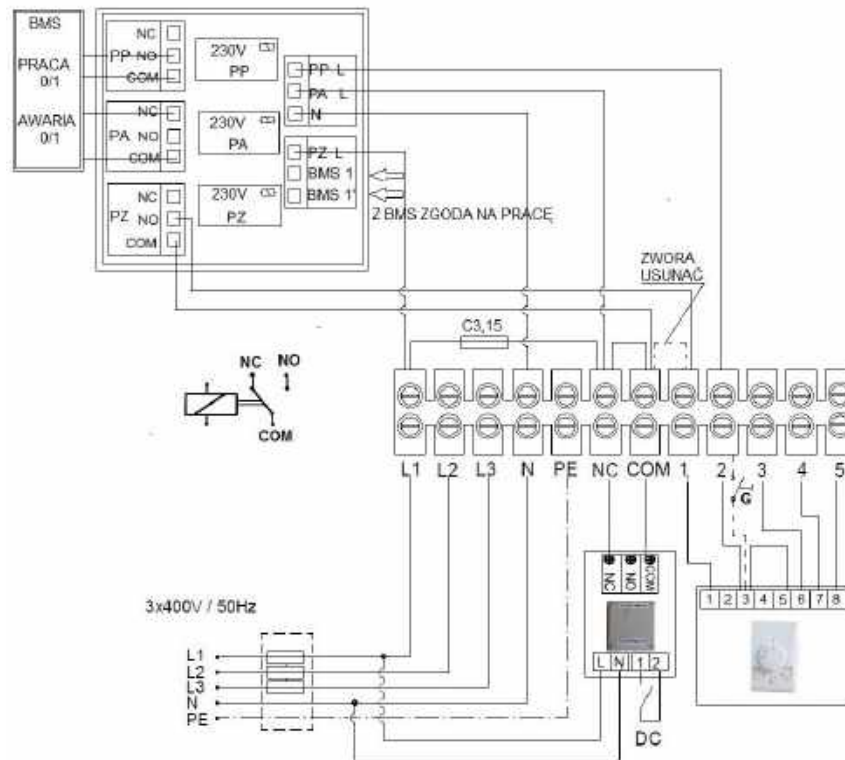 BMS
PRACA
0/1
AWARIA
0/1
NC
PP NO
COM
NC
PA NO
COM
NC
PZ NO
COM
230V
PP
230V
PA
230V
PZ
PP L
PA L
N
PZ L
BMS 1
BMS 1'
Z BMS ZGODA NA PRACĘ
ZWORA
USUNAĆ
C3,15
NC NO
COM
L1 L2 L3 N PE NC COM 1 2 3 4 5
G
NC NO COM
L N 1 2
DC
1
1 2 3 4 5 6 7 8
3x400V / 50Hz
L1
L2
L3
N
PE